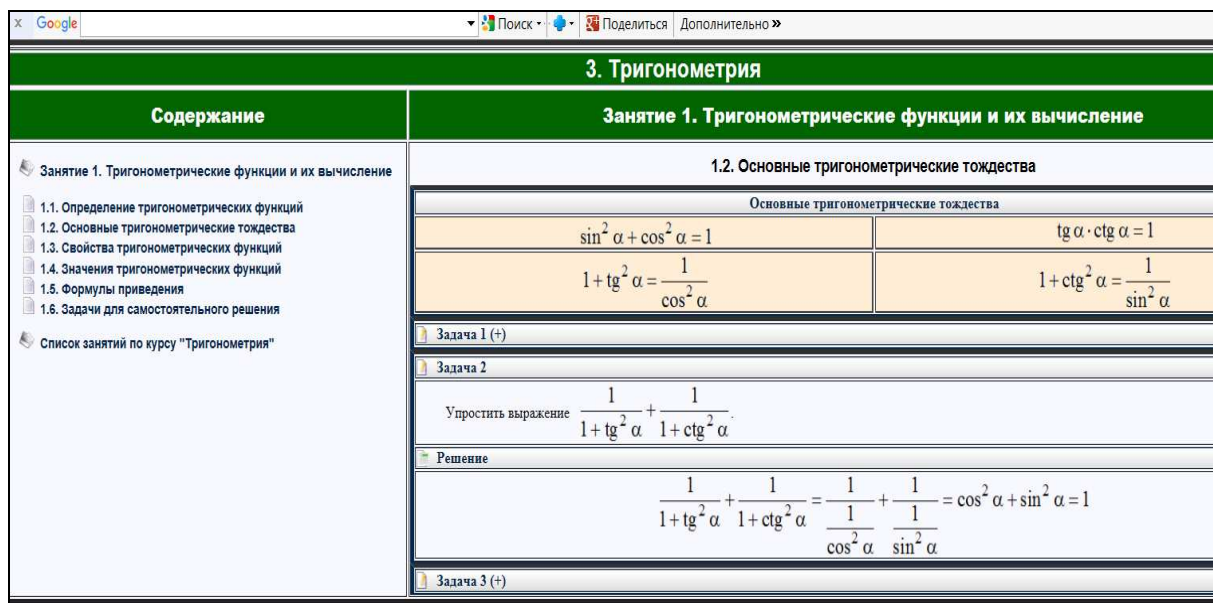 x Google Поиск Поделиться Дополнительно »
3. Тригонометрия
Содержание
Занятие 1. Тригонометрические функции и их вычисление
1.1. Определение тригонометрических функций
1.2. Основные тригонометрические тождества
1.3. Свойства тригонометрических функций
1.4. Значения тригонометрических функций
1.5. Формулы приведения
1.6. Задачи для самостоятельного решения
Список занятий по курсу "Тригонометрия"
Занятие 1. Тригонометрические функции и их вычисление
1.2. Основные тригонометрические тождества
Основные тригонометрические тождества
sin² α + cos² α = 1
tg α · ctg α = 1
1 + tg² α = 1/cos² α
1 + ctg² α = 1/sin² α
Задача 1 (+)
Задача 2
Упростить выражение 1/(1 + tg² α) + 1/(1 + ctg² α).
Решение
1/(1 + tg² α) + 1/(1 + ctg² α) = 1/(1/cos² α) + 1/(1/sin² α) = cos² α + sin² α = 1
Задача 3 (+)